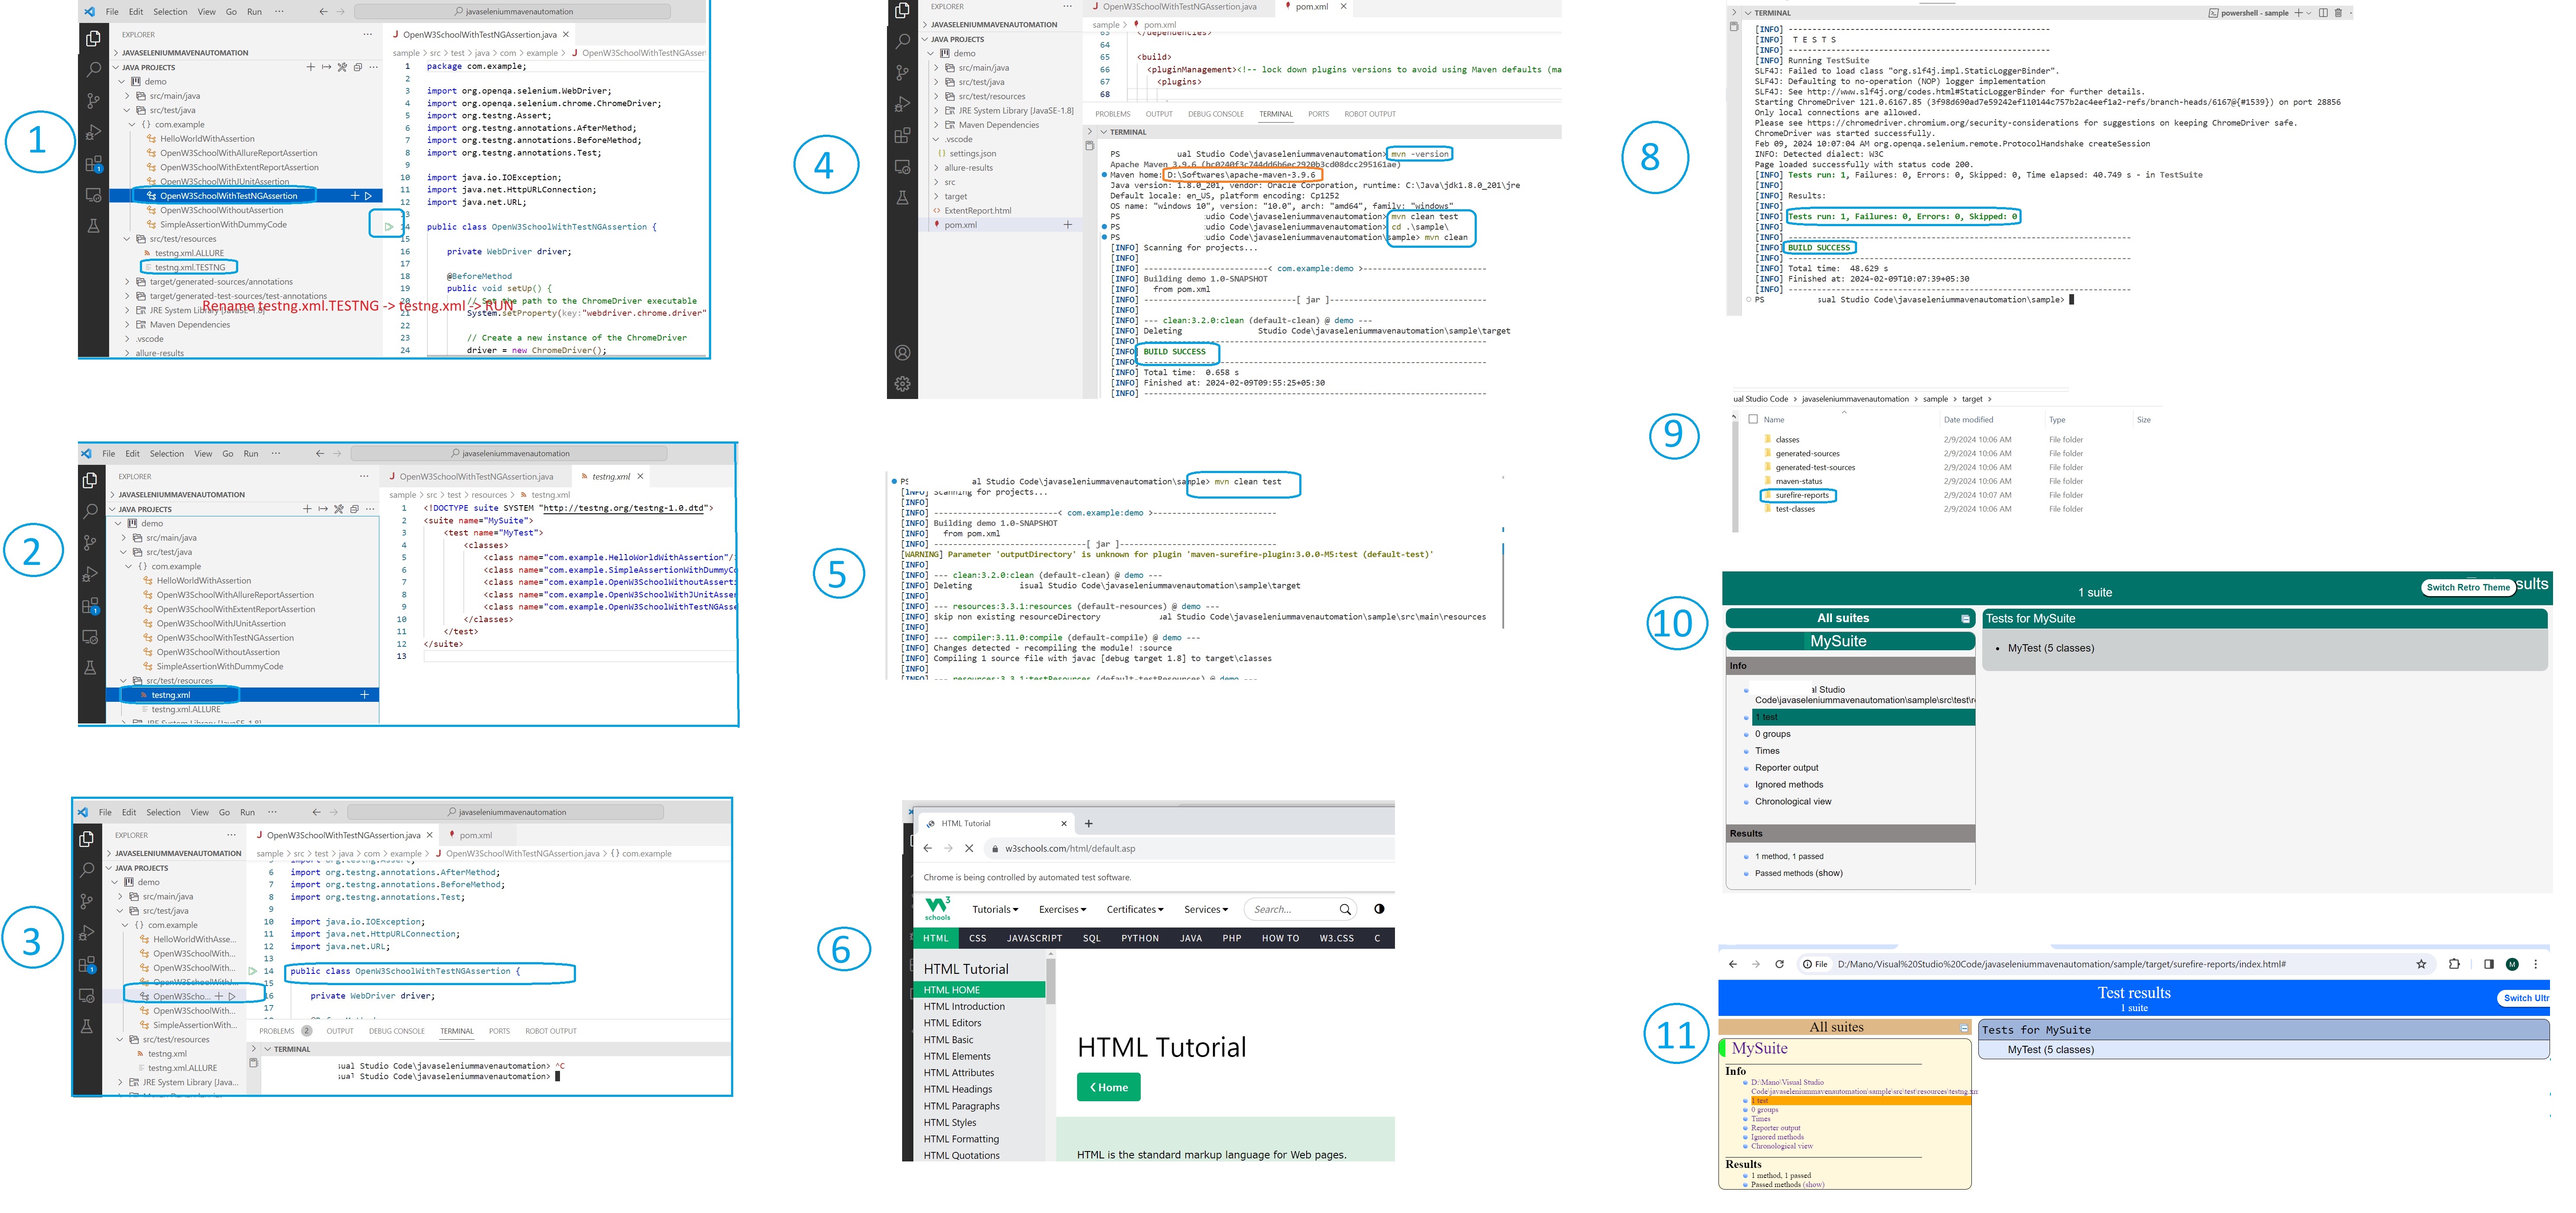 1
File Edit Selection View Go Run ···
javaseleniummavenautomation
EXPLORER
JAVASELENIUMMAVENAUTOMATION
JAVA PROJECTS
demo
src/main/java
src/test/java
{} com.example
HelloWorldWithAssertion
OpenW3SchoolWithAllureReportAssertion
OpenW3SchoolWithExtentReportAssertion
OpenW3SchoolWithJUnitAssertion
OpenW3SchoolWithTestNGAssertion
OpenW3SchoolWithoutAssertion
SimpleAssertionWithDummyCode
src/test/resources
testng.xml.ALLURE
testng.xml.TESTNG
target/generated-sources/annotations
target/generated-test-sources/test-annotations
Rename testng.xml.TESTNG -> testng.xml -> RUN
JRE System Library [JavaSE-1.8]
Maven Dependencies
.vscode
allure-results
J OpenW3SchoolWithTestNGAssertion.java
sample > src > test > java > com > example > J OpenW3SchoolWithTestNGAsser
1 package com.example;
2
3 import org.openqa.selenium.WebDriver;
4 import org.openqa.selenium.chrome.ChromeDriver;
5 import org.testng.Assert;
6 import org.testng.annotations.AfterMethod;
7 import org.testng.annotations.BeforeMethod;
8 import org.testng.annotations.Test;
9
10 import java.io.IOException;
11 import java.net.HttpURLConnection;
12 import java.net.URL;
13
14 public class OpenW3SchoolWithTestNGAssertion {
15
16 private WebDriver driver;
17
18 @BeforeMethod
19 public void setUp() {
20 // Set the path to the ChromeDriver executable
21 System.setProperty(key:"webdriver.chrome.driver"
22
23 // Create a new instance of the ChromeDriver
24 driver = new ChromeDriver();
2
File Edit Selection View Go Run ···
javaseleniummavenautomation
EXPLORER
JAVASELENIUMMAVENAUTOMATION
JAVA PROJECTS
demo
src/main/java
src/test/java
{} com.example
HelloWorldWithAssertion
OpenW3SchoolWithAllureReportAssertion
OpenW3SchoolWithExtentReportAssertion
OpenW3SchoolWithJUnitAssertion
OpenW3SchoolWithTestNGAssertion
OpenW3SchoolWithoutAssertion
SimpleAssertionWithDummyCode
src/test/resources
testng.xml
testng.xml.ALLURE
JRE System Library [JavaSE-1.8]
J OpenW3SchoolWithTestNGAssertion.java
testng.xml
sample > src > test > resources > testng.xml
1 <!DOCTYPE suite SYSTEM "http://testng.org/testng-1.0.dtd">
2 <suite name="MySuite">
3 <test name="MyTest">
4 <classes>
5 <class name="com.example.HelloWorldWithAssertion"/
6 <class name="com.example.SimpleAssertionWithDummyCo
7 <class name="com.example.OpenW3SchoolWithoutAsserti
8 <class name="com.example.OpenW3SchoolWithJUnitAsser
9 <class name="com.example.OpenW3SchoolWithTestNGAsse
10 </classes>
11 </test>
12 </suite>
13
3
File Edit Selection View Go Run ···
javaseleniummavenautomation
EXPLORER
JAVASELENIUMMAVENAUTOMATION
JAVA PROJECTS
demo
src/main/java
src/test/java
{} com.example
HelloWorldWithAsse...
OpenW3SchoolWith...
OpenW3SchoolWith...
OpenW3SchoolWith...
OpenW3Scho...
OpenW3SchoolWith...
SimpleAssertionWith...
src/test/resources
testng.xml
testng.xml.ALLURE
JRE System Library [Java...
J OpenW3SchoolWithTestNGAssertion.java
pom.xml
sample > src > test > java > com > example > J OpenW3SchoolWithTestNGAssertion.java > {} com.example
5 import org.testng.Assert;
6 import org.testng.annotations.AfterMethod;
7 import org.testng.annotations.BeforeMethod;
8 import org.testng.annotations.Test;
9
10 import java.io.IOException;
11 import java.net.HttpURLConnection;
12 import java.net.URL;
13
14 public class OpenW3SchoolWithTestNGAssertion {
15
16 private WebDriver driver;
17
PROBLEMS 2 OUTPUT DEBUG CONSOLE TERMINAL PORTS ROBOT OUTPUT
TERMINAL
sual Studio Code\javaseleniummavenautomation> ^C
sual Studio Code\javaseleniummavenautomation>
4
EXPLORER
JAVASELENIUMMAVENAUTOMATION
JAVA PROJECTS
demo
src/main/java
src/test/java
src/test/resources
JRE System Library [JavaSE-1.8]
Maven Dependencies
.vscode
{} settings.json
allure-results
src
target
<> ExtentReport.html
pom.xml
J OpenW3SchoolWithTestNGAssertion.java
pom.xml
sample > pom.xml
63 </dependencies>
64
65 <build>
66 <pluginManagement><!-- lock down plugins versions to avoid using Maven defaults (ma
67 <plugins>
68
PROBLEMS OUTPUT DEBUG CONSOLE TERMINAL PORTS ROBOT OUTPUT
TERMINAL
PS ual Studio Code\javaseleniummavenautomation> mvn -version
Apache Maven 3.9.6 (bc0240f3c744dd6b6ec2920b3cd08dcc295161ae)
Maven home: D:\Softwares\apache-maven-3.9.6
Java version: 1.8.0_201, vendor: Oracle Corporation, runtime: C:\Java\jdk1.8.0_201\jre
Default locale: en_US, platform encoding: Cp1252
OS name: "windows 10", version: "10.0", arch: "amd64", family: "windows"
PS udio Code\javaseleniummavenautomation> mvn clean test
PS udio Code\javaseleniummavenautomation> cd .\sample\
PS udio Code\javaseleniummavenautomation\sample> mvn clean
[INFO] Scanning for projects...
[INFO]
[INFO] ------------------------< com.example:demo >------------------------
[INFO] Building demo 1.0-SNAPSHOT
[INFO] from pom.xml
[INFO] --------------------------------[ jar ]---------------------------------
[INFO]
[INFO] --- clean:3.2.0:clean (default-clean) @ demo ---
[INFO] Deleting Studio Code\javaseleniummavenautomation\sample\target
[INFO] ------------------------------------------------------------------------
[INFO] BUILD SUCCESS
[INFO] ------------------------------------------------------------------------
[INFO] Total time: 0.658 s
[INFO] Finished at: 2024-02-09T09:55:25+05:30
[INFO] ------------------------------------------------------------------------
5
PS al Studio Code\javaseleniummavenautomation\sample> mvn clean test
[INFO] Scanning for projects...
[INFO]
[INFO] ------------------------< com.example:demo >------------------------
[INFO] Building demo 1.0-SNAPSHOT
[INFO] from pom.xml
[INFO] --------------------------------[ jar ]---------------------------------
[WARNING] Parameter 'outputDirectory' is unknown for plugin 'maven-surefire-plugin:3.0.0-M5:test (default-test)'
[INFO]
[INFO] --- clean:3.2.0:clean (default-clean) @ demo ---
[INFO] Deleting isual Studio Code\javaseleniummavenautomation\sample\target
[INFO]
[INFO] --- resources:3.3.1:resources (default-resources) @ demo ---
[INFO] skip non existing resourceDirectory ual Studio Code\javaseleniummavenautomation\sample\src\main\resources
[INFO]
[INFO] --- compiler:3.11.0:compile (default-compile) @ demo ---
[INFO] Changes detected - recompiling the module! :source
[INFO] Compiling 1 source file with javac [debug target 1.8] to target\classes
[INFO]
[INFO] --- resources:3.3.1:testResources (default-testResources) @ demo ---
6
HTML Tutorial
w3schools.com/html/default.asp
Chrome is being controlled by automated test software.
W3 schools
Tutorials Exercises Certificates Services Search...
HTML CSS JAVASCRIPT SQL PYTHON JAVA PHP HOW TO W3.CSS C
HTML Tutorial
HTML HOME
HTML Introduction
HTML Editors
HTML Basic
HTML Elements
HTML Attributes
HTML Headings
HTML Paragraphs
HTML Styles
HTML Formatting
HTML Quotations
HTML Tutorial
❮ Home
HTML is the standard markup language for Web pages.
8
TERMINAL
powershell - sample
[INFO] -------------------------------------------------------
[INFO] T E S T S
[INFO] -------------------------------------------------------
[INFO] Running TestSuite
SLF4J: Failed to load class "org.slf4j.impl.StaticLoggerBinder".
SLF4J: Defaulting to no-operation (NOP) logger implementation
SLF4J: See http://www.slf4j.org/codes.html#StaticLoggerBinder for further details.
Starting ChromeDriver 121.0.6167.85 (3f98d690ad7e59242ef110144c757b2ac4eef1a2-refs/branch-heads/6167@{#1539}) on port 28856
Only local connections are allowed.
Please see https://chromedriver.chromium.org/security-considerations for suggestions on keeping ChromeDriver safe.
ChromeDriver was started successfully.
Feb 09, 2024 10:07:04 AM org.openqa.selenium.remote.ProtocolHandshake createSession
INFO: Detected dialect: W3C
Page loaded successfully with status code 200.
[INFO] Tests run: 1, Failures: 0, Errors: 0, Skipped: 0, Time elapsed: 40.749 s - in TestSuite
[INFO]
[INFO] Results:
[INFO]
[INFO] Tests run: 1, Failures: 0, Errors: 0, Skipped: 0
[INFO]
[INFO] ------------------------------------------------------------------------
[INFO] BUILD SUCCESS
[INFO] ------------------------------------------------------------------------
[INFO] Total time: 48.629 s
[INFO] Finished at: 2024-02-09T10:07:39+05:30
[INFO] ------------------------------------------------------------------------
PS sual Studio Code\javaseleniummavenautomation\sample>
9
ual Studio Code > javaseleniummavenautomation > sample > target >
Name Date modified Type Size
classes 2/9/2024 10:06 AM File folder
generated-sources 2/9/2024 10:06 AM File folder
generated-test-sources 2/9/2024 10:06 AM File folder
maven-status 2/9/2024 10:06 AM File folder
surefire-reports 2/9/2024 10:07 AM File folder
test-classes 2/9/2024 10:06 AM File folder
10
sults
1 suite
Switch Retro Theme
All suites
MySuite
Info
al Studio
Code\javaseleniummavenautomation\sample\src\test\r
1 test
0 groups
Times
Reporter output
Ignored methods
Chronological view
Results
1 method, 1 passed
Passed methods (show)
Tests for MySuite
MyTest (5 classes)
11
File D:/Mano/Visual%20Studio%20Code/javaseleniummavenautomation/sample/target/surefire-reports/index.html#
M
Test results
1 suite
Switch Ultr
All suites
MySuite
Info
D:\Mano\Visual Studio
Code\javaseleniummavenautomation\sample\src\test\resources\testng.xm
1 test
0 groups
Times
Reporter output
Ignored methods
Chronological view
Results
1 method, 1 passed
Passed methods (show)
Tests for MySuite
MyTest (5 classes)